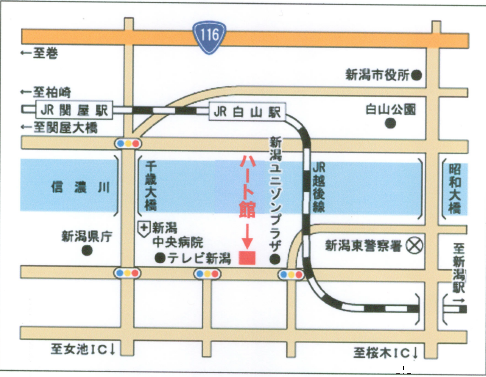 116
←至巻
新潟市役所
←至柏崎
JR関屋駅
JR白山駅
白山公園
←至関屋大橋
信濃川
千歳大橋
ハート館
新潟ユニゾンプラザ
JR越後線
昭和大橋
新潟県庁
新潟
中央病院
テレビ新潟
新潟東警察署
至新潟駅→
至女池IC↓
至桜木IC↓